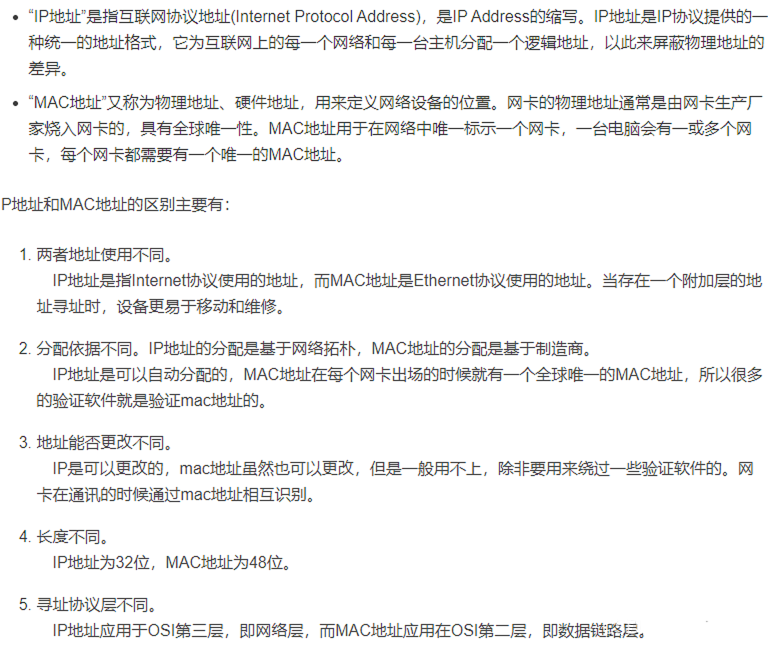 • “IP地址”是指互联网协议地址(Internet Protocol Address)，是IP Address的缩写。IP地址是IP协议提供的一
种统一的地址格式，它为互联网上的每一个网络和每一台主机分配一个逻辑地址，以此来屏蔽物理地址的
差异。
• “MAC地址”又称为物理地址、硬件地址，用来定义网络设备的位置。网卡的物理地址通常是由网卡生产厂
家烧入网卡的，具有全球唯一性。MAC地址用于在网络中唯一标示一个网卡，一台电脑会有一或多个网
卡，每个网卡都需要有一个唯一的MAC地址。
P地址和MAC地址的区别主要有：
1. 两者地址使用不同。
IP地址是指Internet协议使用的地址，而MAC地址是Ethernet协议使用的地址。当存在一个附加层的地
址寻址时，设备更易于移动和维修。
2. 分配依据不同。IP地址的分配是基于网络拓朴，MAC地址的分配是基于制造商。
IP地址是可以自动分配的，MAC地址在每个网卡出场的时候就有一个全球唯一的MAC地址，所以很多
的验证软件就是验证mac地址的。
3. 地址能否更改不同。
IP是可以更改的，mac地址虽然也可以更改，但是一般用不上，除非要用来绕过一些验证软件的。网
卡在通讯的时候通过mac地址相互识别。
4. 长度不同。
IP地址为32位，MAC地址为48位。
5. 寻址协议层不同。
IP地址应用于OSI第三层，即网络层，而MAC地址应用在OSI第二层，即数据链路层。